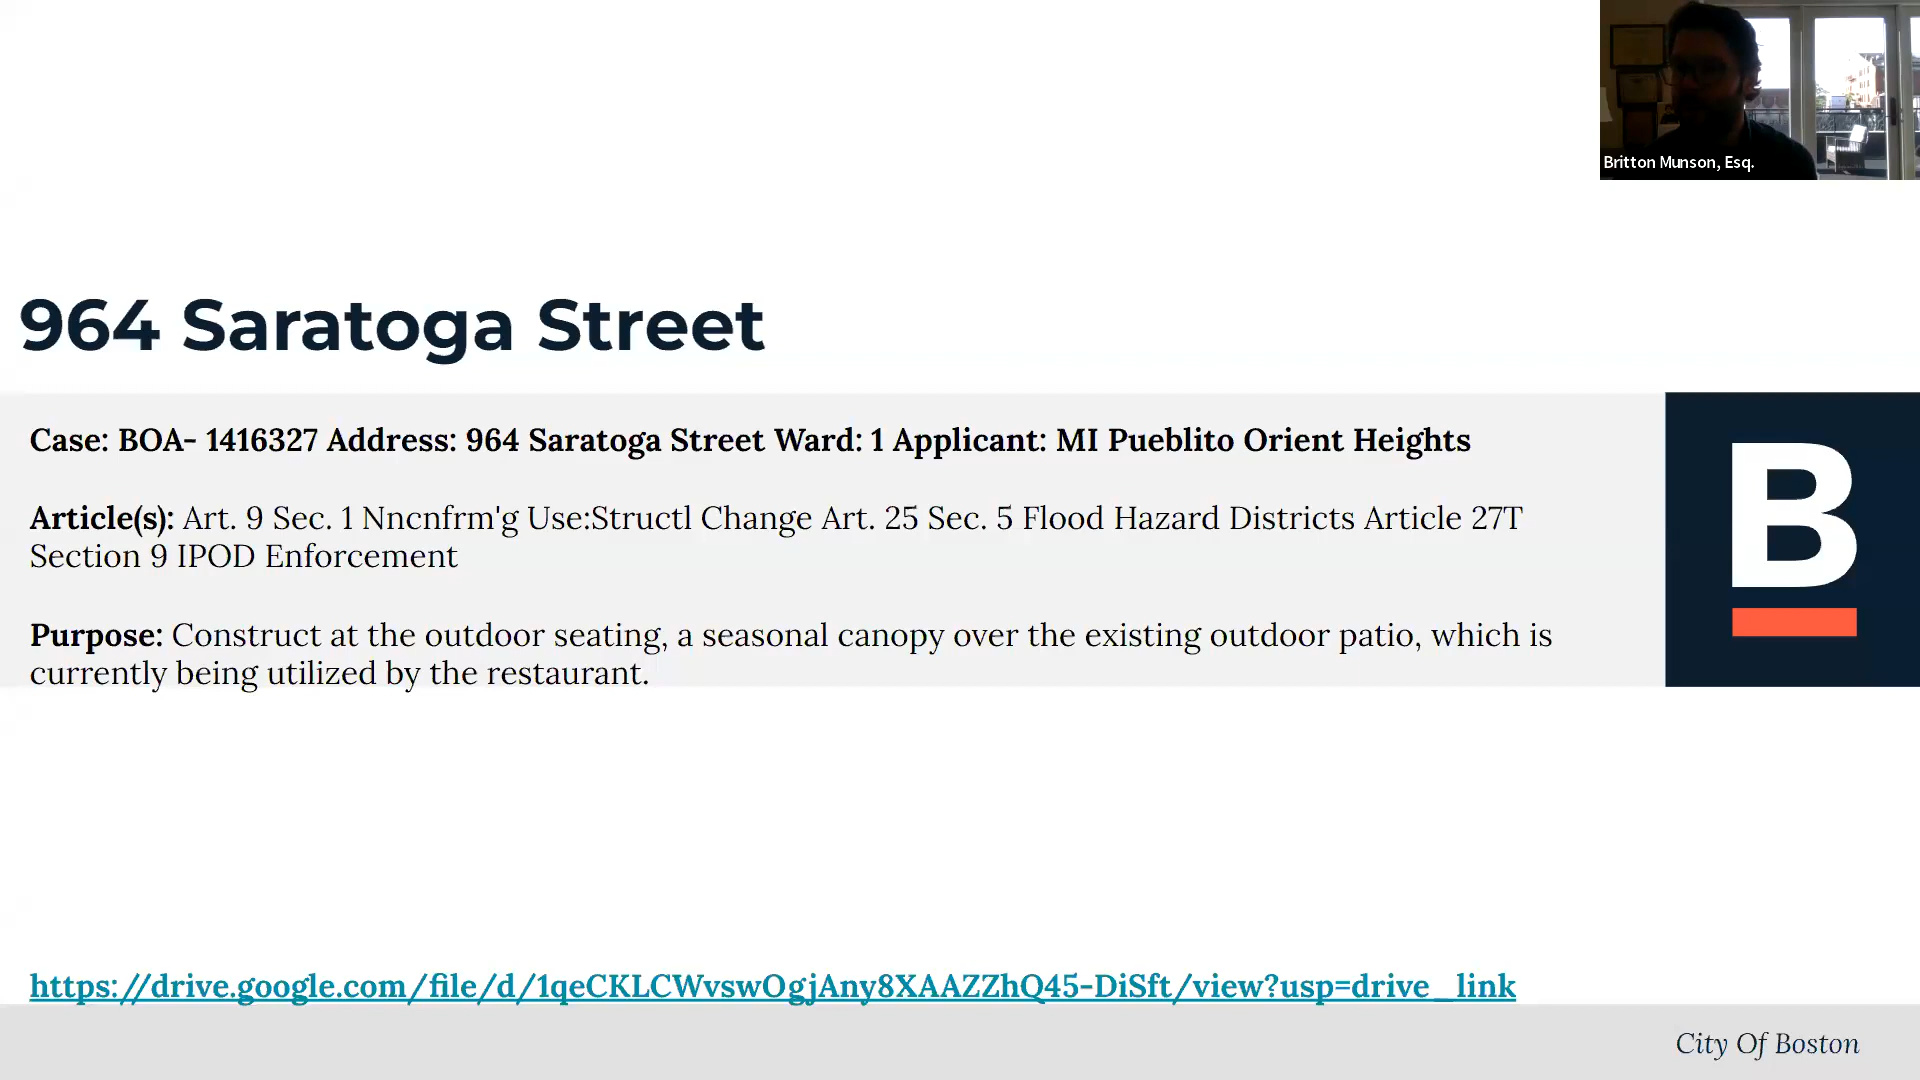 Britton Munson, Esq.
964 Saratoga Street
Case: BOA- 1416327 Address: 964 Saratoga Street Ward: 1 Applicant: MI Pueblito Orient Heights
Article(s): Art. 9 Sec. 1 Nncnfrm'g Use:Structl Change Art. 25 Sec. 5 Flood Hazard Districts Article 27T
Section 9 IPOD Enforcement
B
Purpose: Construct at the outdoor seating, a seasonal canopy over the existing outdoor patio, which is
currently being utilized by the restaurant.
https://drive.google.com/file/d/1qeCKLCWvswOgjAny8XAAZZhQ45-DiSft/view?usp=drive_link
City Of Boston